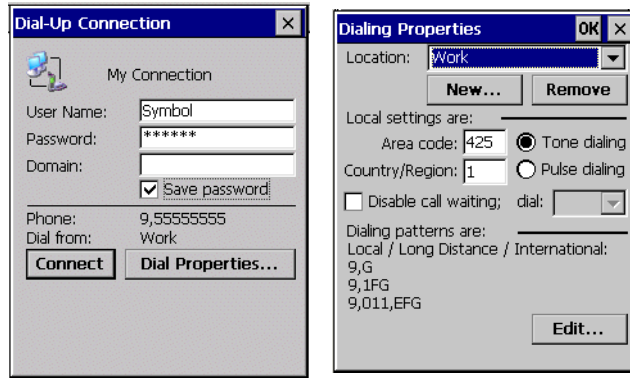 Dial-Up Connection
My Connection
User Name: Symbol
Password: ******
Domain:
Save password
Phone: 9,55555555
Dial from: Work
Connect Dial Properties...
Dialing Properties OK
Location: Work
New... Remove
Local settings are:
Area code: 425 Tone dialing
Country/Region: 1 Pulse dialing
Disable call waiting; dial:
Dialing patterns are:
Local / Long Distance / International:
9,G
9,1FG
9,011,EFG
Edit...